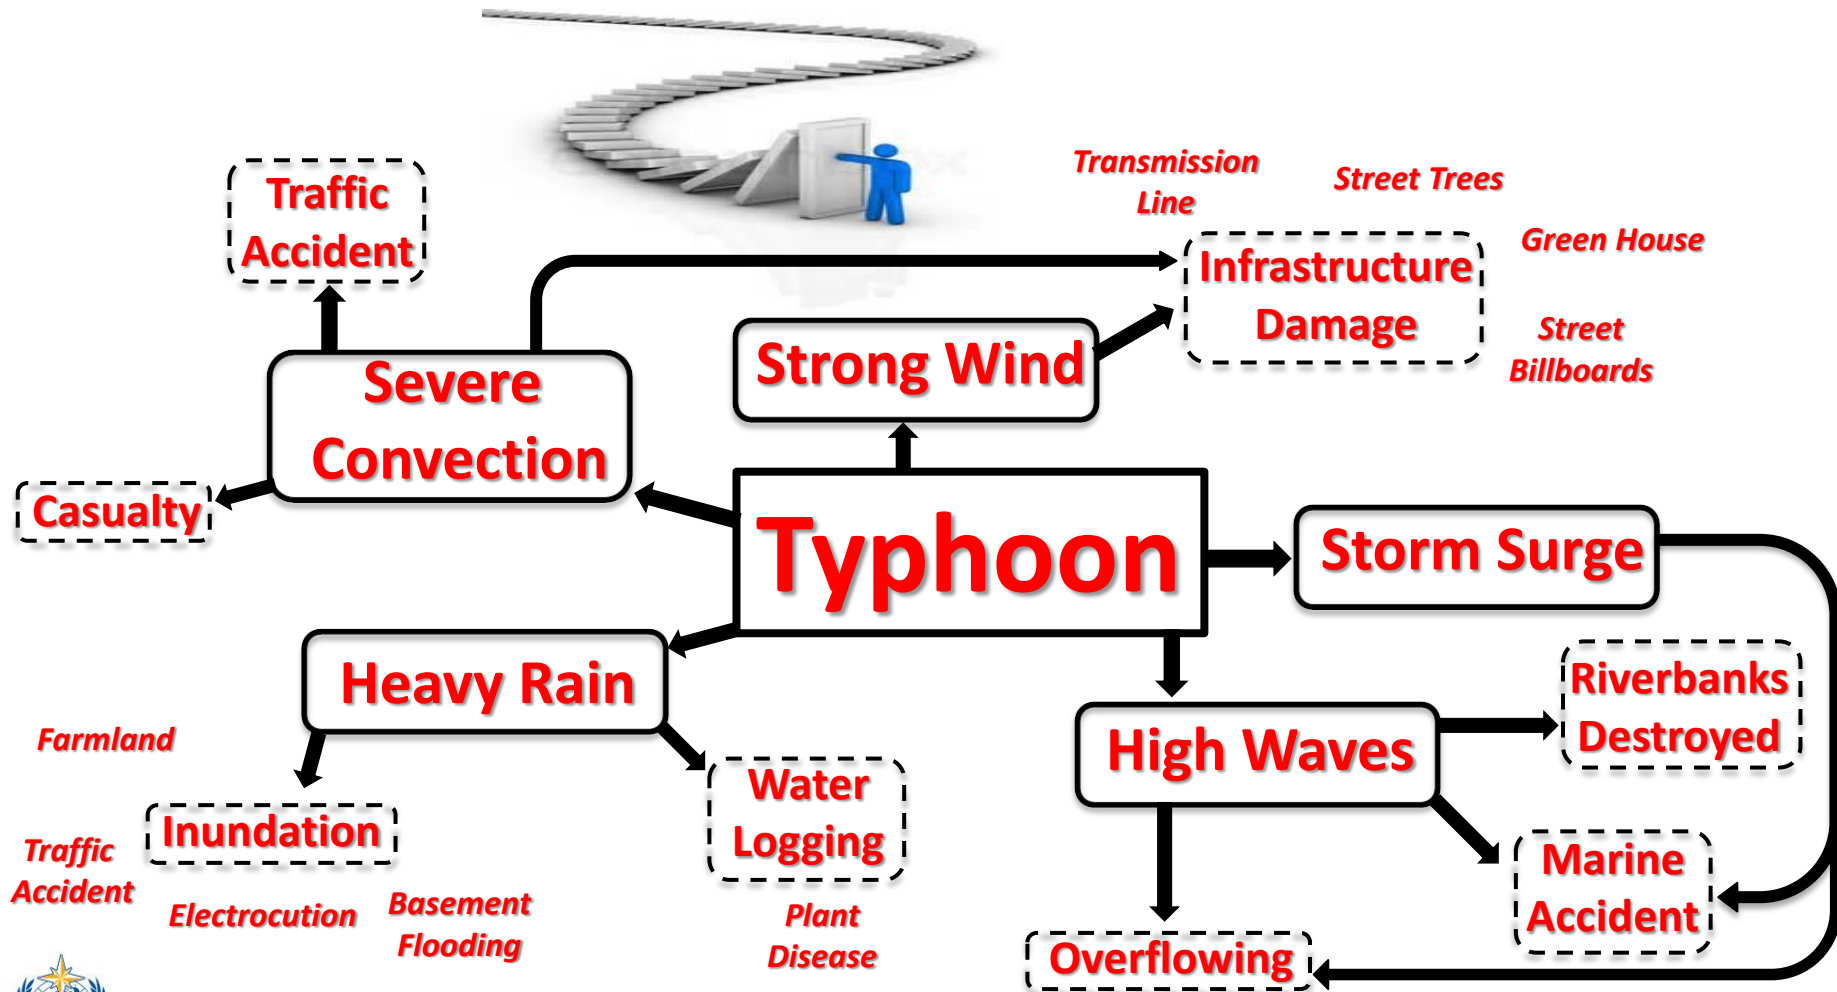 Transmission
Line
Street Trees
Traffic
Accident
Green House
Infrastructure
Damage
Street
Billboards
Strong Wind
Severe
Convection
Casualty
Typhoon
Storm Surge
Heavy Rain
Riverbanks
Destroyed
High Waves
Farmland
Water
Logging
Inundation
Traffic
Accident
Marine
Accident
Electrocution
Basement
Flooding
Plant
Disease
Overflowing